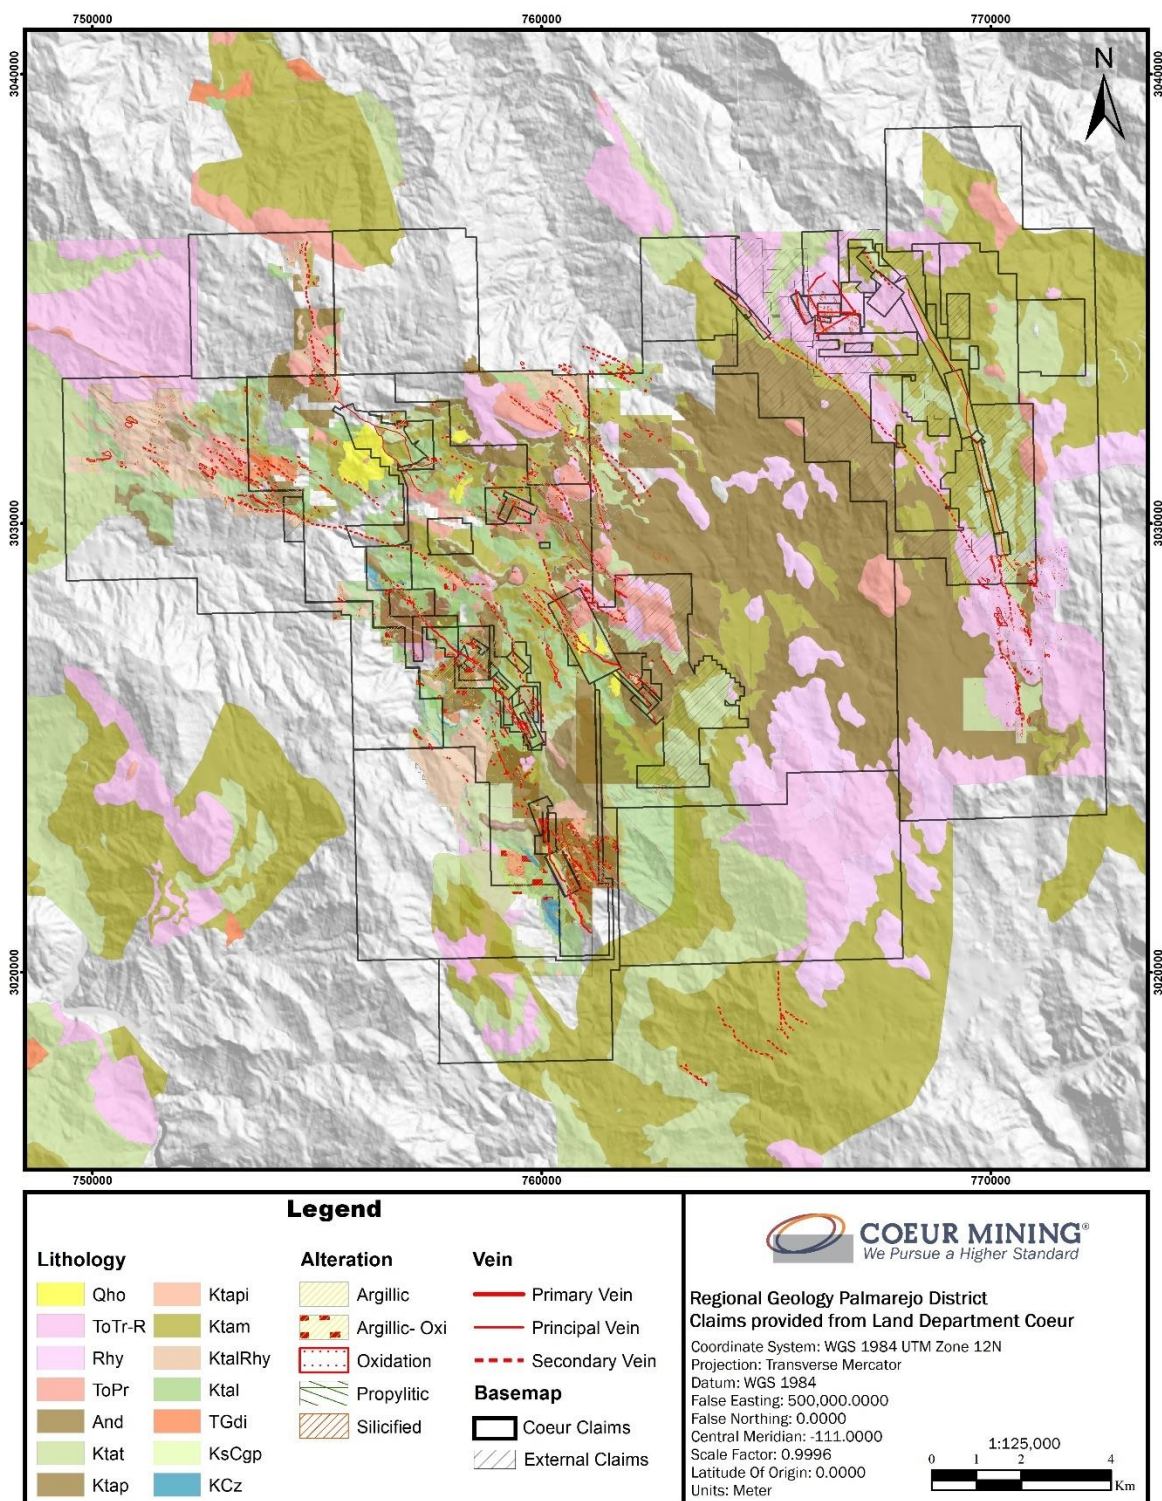 750000
760000
770000
3040000
3040000
N
3030000
3030000
3020000
3020000
750000
760000
770000
Legend
Lithology
Qho
ToTr-R
Rhy
ToPr
And
Ktat
Ktap
Ktapi
Ktam
KtalRhy
Ktal
TGdi
KsCgp
KCz
Alteration
Argillic
Argillic- Oxi
Oxidation
Propylitic
Silicified
Vein
Primary Vein
Principal Vein
Secondary Vein
Basemap
Coeur Claims
External Claims
COEUR MINING®
We Pursue a Higher Standard
Regional Geology Palmarejo District
Claims provided from Land Department Coeur
Coordinate System: WGS 1984 UTM Zone 12N
Projection: Transverse Mercator
Datum: WGS 1984
False Easting: 500,000.0000
False Northing: 0.0000
Central Meridian: -111.0000
Scale Factor: 0.9996
Latitude Of Origin: 0.0000
Units: Meter
1:125,000
0 1 2 4
Km